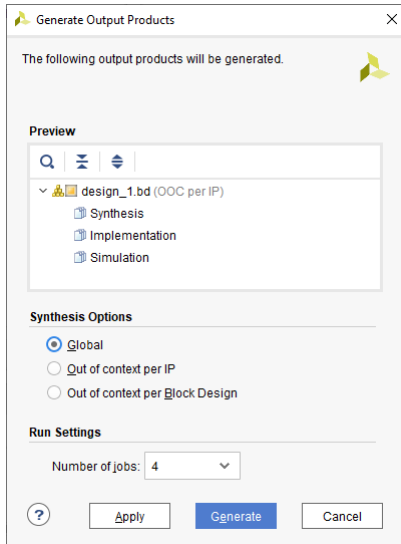 Generate Output Products
The following output products will be generated.
Preview
design_1.bd (OOC per IP)
Synthesis
Implementation
Simulation
Synthesis Options
Global
Out of context per IP
Out of context per Block Design
Run Settings
Number of jobs: 4
? Apply Generate Cancel